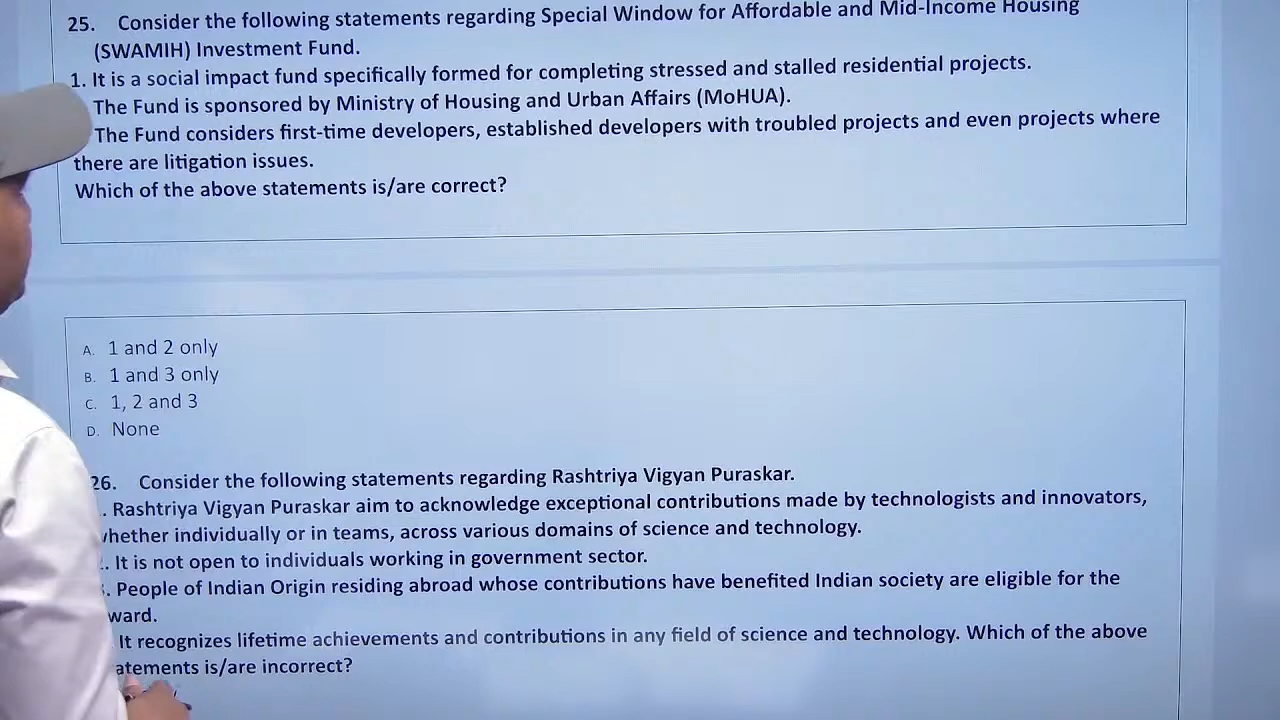 25. Consider the following statements regarding Special Window for Affordable and Mid-Income Housing
(SWAMIH) Investment Fund.
1. It is a social impact fund specifically formed for completing stressed and stalled residential projects.
The Fund is sponsored by Ministry of Housing and Urban Affairs (MoHUA).
The Fund considers first-time developers, established developers with troubled projects and even projects where
there are litigation issues.
Which of the above statements is/are correct?
A. 1 and 2 only
B. 1 and 3 only
C. 1, 2 and 3
D. None
26. Consider the following statements regarding Rashtriya Vigyan Puraskar.
. Rashtriya Vigyan Puraskar aim to acknowledge exceptional contributions made by technologists and innovators,
hether individually or in teams, across various domains of science and technology.
. It is not open to individuals working in government sector.
. People of Indian Origin residing abroad whose contributions have benefited Indian society are eligible for the
ward.
It recognizes lifetime achievements and contributions in any field of science and technology. Which of the above
atements is/are incorrect?